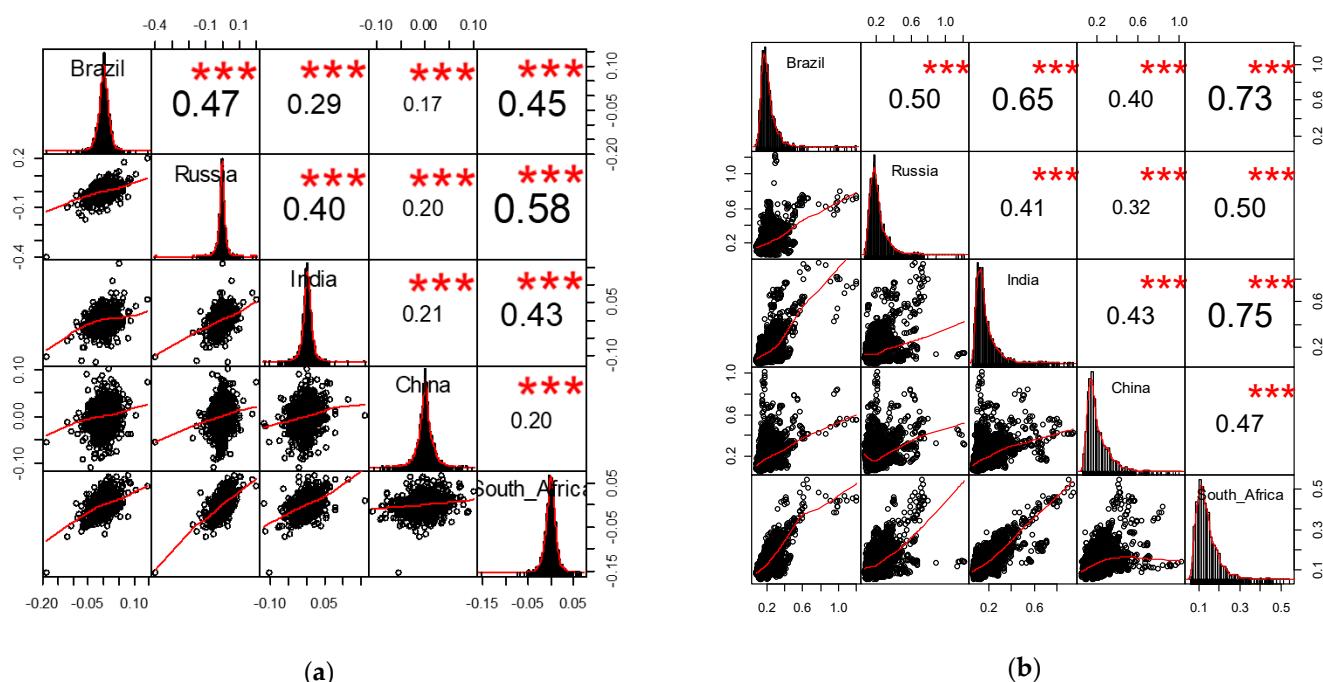 -0.4 -0.1 0.1 -0.10 0.00 0.10
Brazil *** *** *** ***
0.47 0.29 0.17 0.45
-0.20 -0.05 0.10
0.2 -0.1 -0.4
Russia *** *** ***
0.40 0.20 0.58
India *** ***
0.21 0.43
-0.10 0.05
0.10 0.00 -0.10
China ***
0.20
South_Africa
-0.15 -0.05 0.05
-0.20 -0.05 0.10 -0.10 0.05 -0.15 -0.05 0.05
(a)
0.2 0.6 1.0 0.2 0.6 1.0
Brazil *** *** *** ***
0.50 0.65 0.40 0.73
0.2 0.6 1.0
0.2 0.6 1.0
Russia *** *** ***
0.41 0.32 0.50
India *** ***
0.43 0.75
0.2 0.6
0.2 0.6 1.0
China ***
0.47
South_Africa
0.1 0.3 0.5
0.2 0.6 1.0 0.2 0.6 0.1 0.3 0.5
(b)